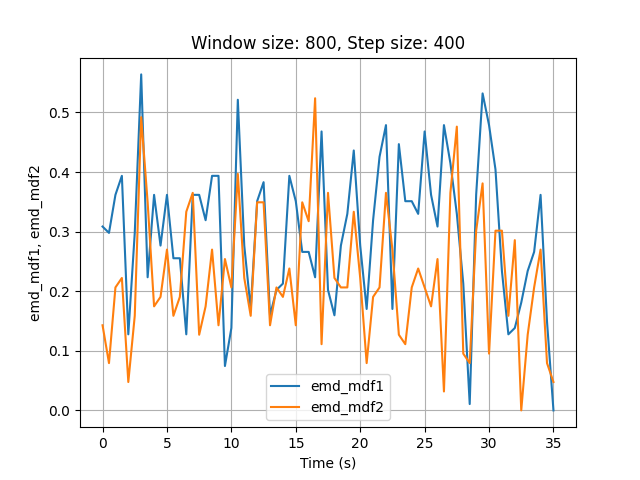 Window size: 800, Step size: 400
emd_mdf1, emd_mdf2
0.5
0.4
0.3
0.2
0.1
0.0
emd_mdf1
emd_mdf2
0 5 10 15 20 25 30 35
Time (s)